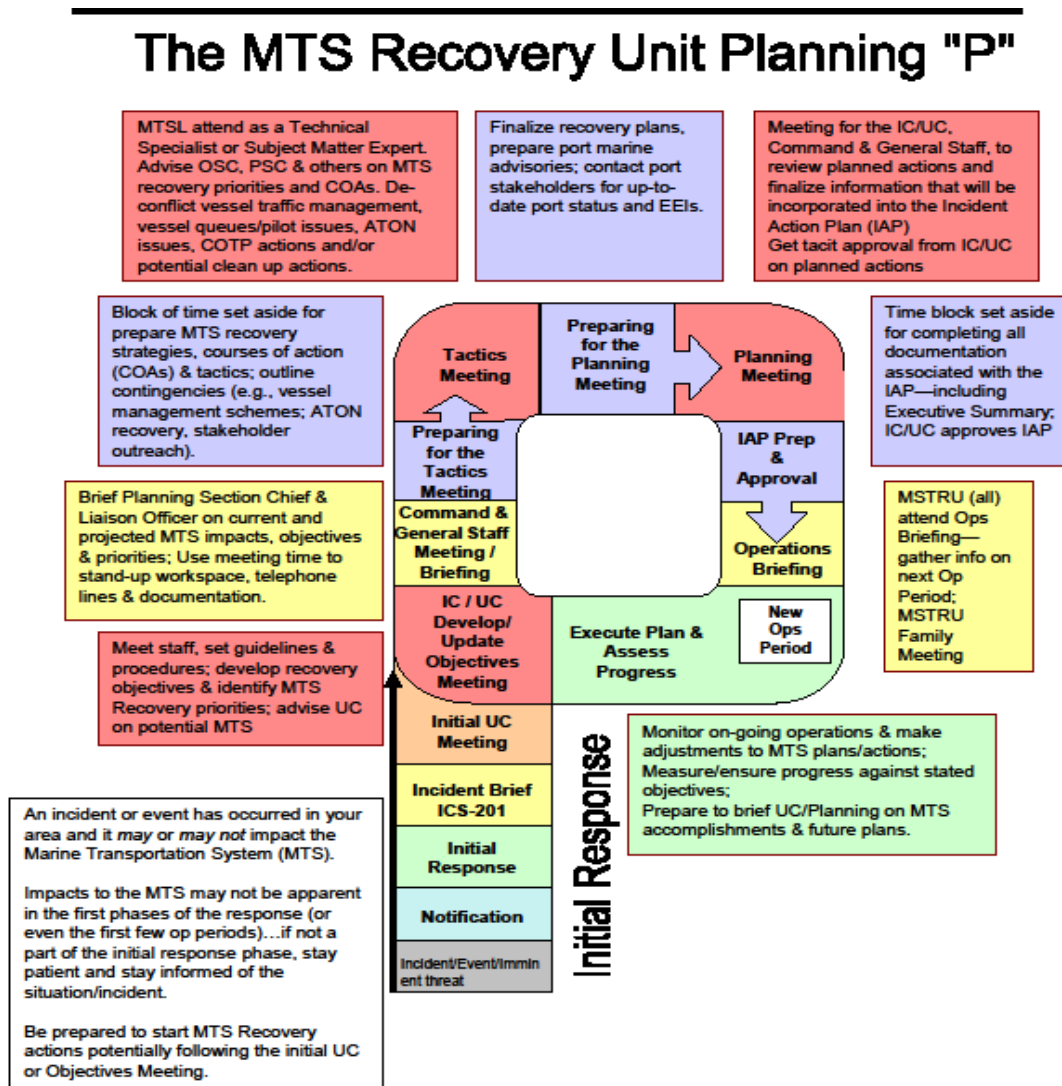 The MTS Recovery Unit Planning "P"
MTSL attend as a Technical
Specialist or Subject Matter Expert.
Advise OSC, PSC & others on MTS
recovery priorities and COAs. De-
conflict vessel traffic management,
vessel queues/pilot issues, ATON
issues, COTP actions and/or
potential clean up actions.
Finalize recovery plans,
prepare port marine
advisories; contact port
stakeholders for up-to-
date port status and EEIs.
Meeting for the IC/UC,
Command & General Staff, to
review planned actions and
finalize information that will be
incorporated into the Incident
Action Plan (IAP)
Get tacit approval from IC/UC
on planned actions
Block of time set aside for
prepare MTS recovery
strategies, courses of action
(COAs) & tactics; outline
contingencies (e.g., vessel
management schemes; ATON
recovery, stakeholder
outreach).
Tactics
Meeting
Preparing
for the
Planning
Meeting
Planning
Meeting
Time block set aside
for completing all
documentation
associated with the
IAP—including
Executive Summary;
IC/UC approves IAP
Preparing
for the
Tactics
Meeting
IAP Prep
&
Approval
Brief Planning Section Chief &
Liaison Officer on current and
projected MTS impacts, objectives
& priorities; Use meeting time to
stand-up workspace, telephone
lines & documentation.
Command &
General Staff
Meeting /
Briefing
Operations
Briefing
MSTRU (all)
attend Ops
Briefing—
gather info on
next Op
Period;
MSTRU
Family
Meeting
Meet staff, set guidelines &
procedures; develop recovery
objectives & identify MTS
Recovery priorities; advise UC
on potential MTS
IC / UC
Develop/
Update
Objectives
Meeting
Execute Plan &
Assess
Progress
New
Ops
Period
Initial UC
Meeting
Incident Brief
ICS-201
Initial
Response
Notification
Incident/Event/Immin
ent threat
Initial Response
Monitor on-going operations & make
adjustments to MTS plans/actions;
Measure/ensure progress against stated
objectives;
Prepare to brief UC/Planning on MTS
accomplishments & future plans.
An incident or event has occurred in your
area and it may or may not impact the
Marine Transportation System (MTS).
Impacts to the MTS may not be apparent
in the first phases of the response (or
even the first few op periods)…if not a
part of the initial response phase, stay
patient and stay informed of the
situation/incident.
Be prepared to start MTS Recovery
actions potentially following the initial UC
or Objectives Meeting.